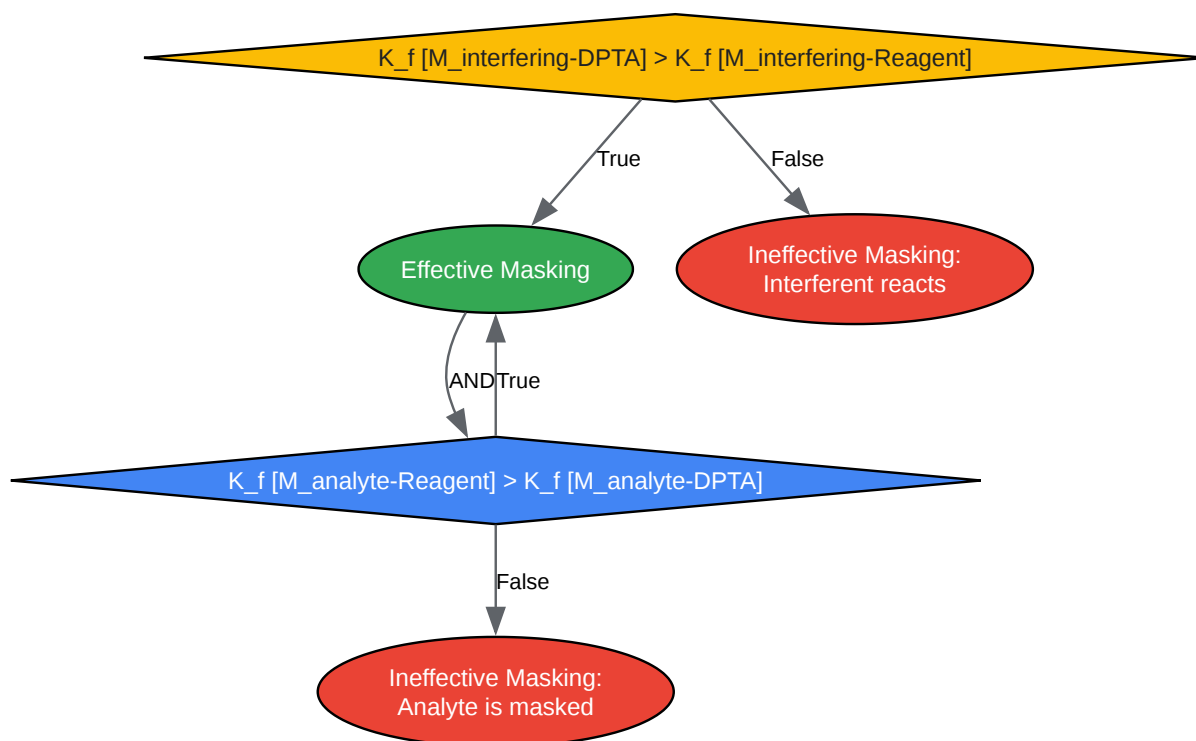 K_f [M_interfering-DPTA] > K_f [M_interfering-Reagent]
True
False
Effective Masking
Ineffective Masking:
Interferent reacts
AND
True
K_f [M_analyte-Reagent] > K_f [M_analyte-DPTA]
False
Ineffective Masking:
Analyte is masked